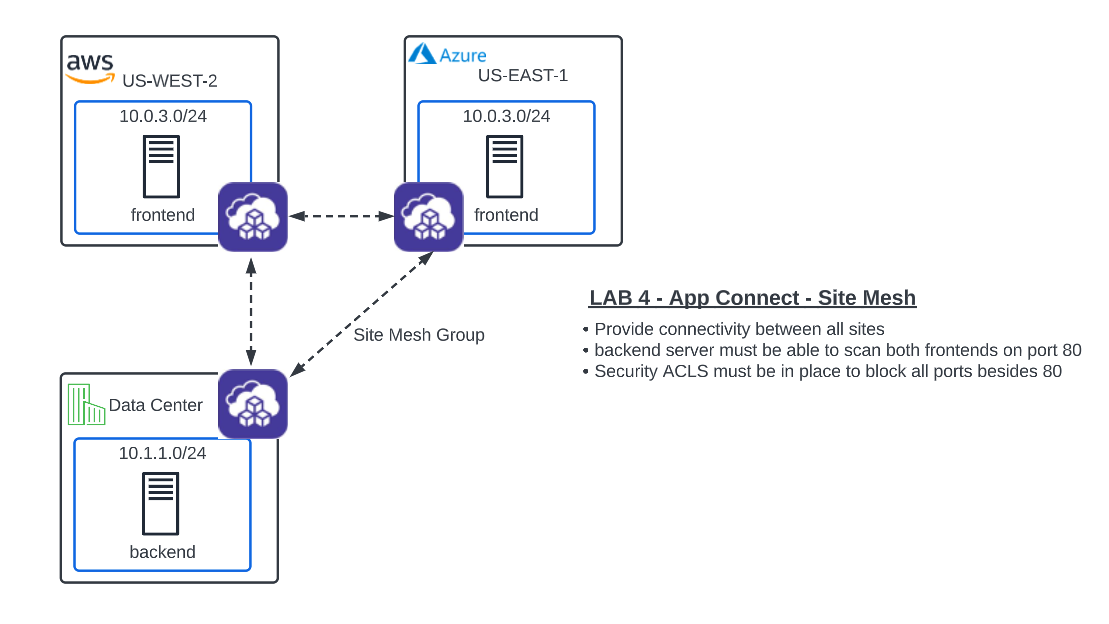 aws
US-WEST-2
10.0.3.0/24
frontend
Azure
US-EAST-1
10.0.3.0/24
frontend
Site Mesh Group
Data Center
10.1.1.0/24
backend
LAB 4 - App Connect - Site Mesh
• Provide connectivity between all sites
• backend server must be able to scan both frontends on port 80
• Security ACLS must be in place to block all ports besides 80